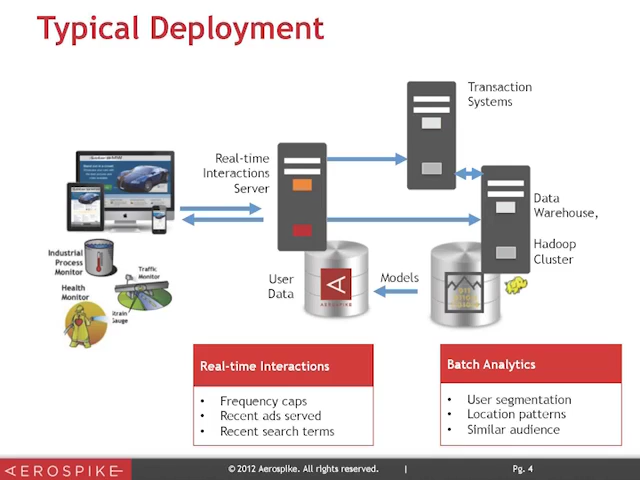 Typical Deployment
Transaction
Systems
Real-time
Interactions
Server
Data
Warehouse,
Hadoop
Cluster
Industrial
Process
Monitor
Traffic
Monitor
Health
Monitor
Strain
Gauge
User
Data
AEROSPIKE
Models
Real-time Interactions
• Frequency caps
• Recent ads served
• Recent search terms
Batch Analytics
• User segmentation
• Location patterns
• Similar audience
AEROSPIKE
© 2012 Aerospike. All rights reserved. | Pg. 4